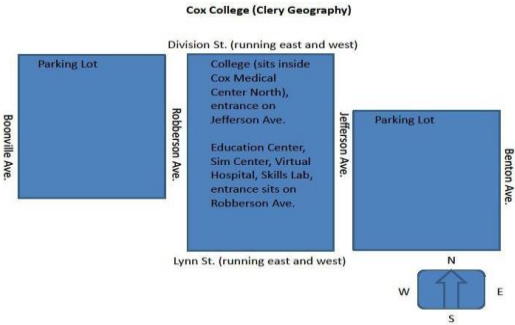 Cox College (Clery Geography)
Division St. (running east and west)
Parking Lot
College (sits inside
Cox Medical
Center North),
entrance on
Jefferson Ave.
Education Center,
Sim Center, Virtual
Hospital, Skills Lab,
entrance sits on
Robberson Ave.
Parking Lot
Boonville Ave.
Robberson Ave.
Jefferson Ave.
Benton Ave.
Lynn St. (running east and west)
N
W
E
S